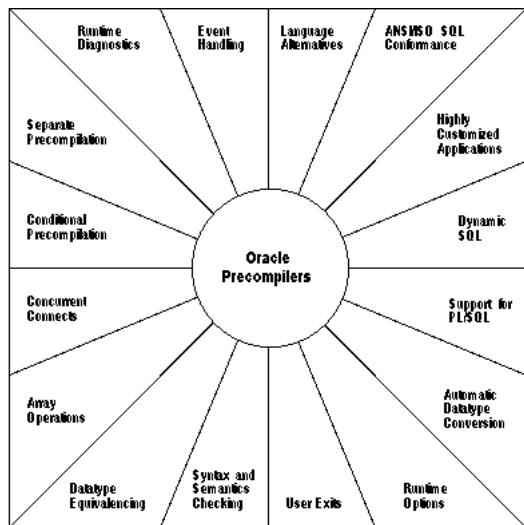 Runtime
Diagnostics
Event
Handling
Language
Alternatives
ANSI/ISO SQL
Conformance
Separate
Precompilation
Highly
Customized
Applications
Conditional
Precompilation
Dynamic
SQL
Oracle
Precompilers
Concurrent
Connects
Support for
PL/SQL
Array
Operations
Automatic
Datatype
Conversion
Datatype
Equivalencing
Syntax and
Semantics
Checking
User Exits
Runtime
Options